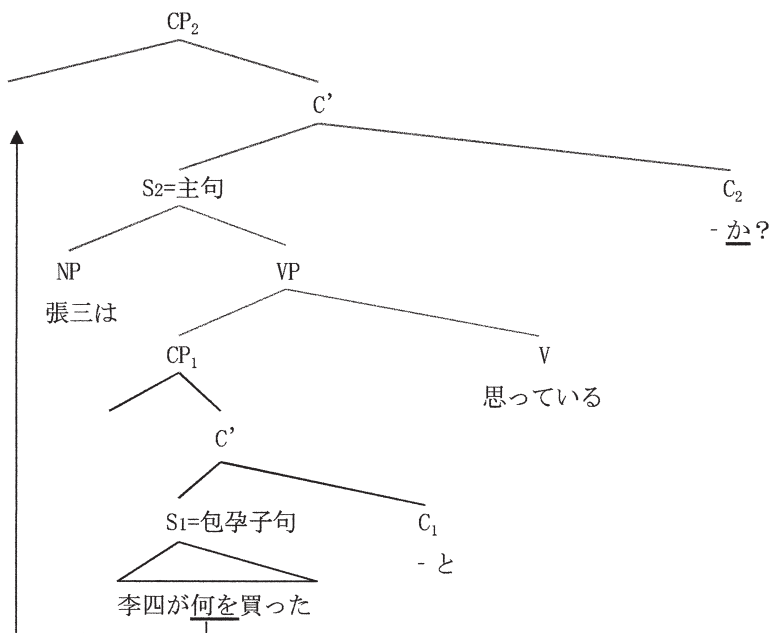 CP₂
C’
S₂=主句
C₂
-か？
NP
VP
張三は
CP₁
V
思っている
C’
S₁=包孕子句
C₁
-と
李四が何を買った